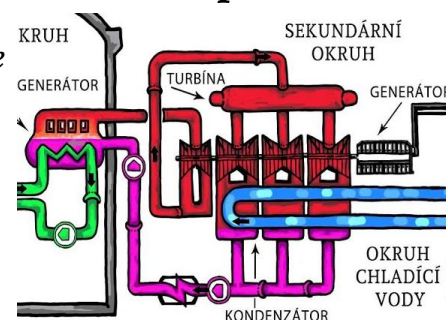 KRUH
e
GENERÁTOR
TURBÍNA
SEKUNDÁRNÍ
OKRUH
GENERÁTOR
OKRUH
CHLADÍCÍ
VODY
KONDENZÁTOR